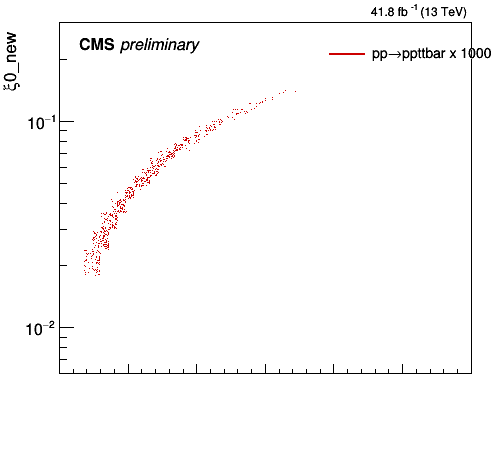 41.8 fb⁻¹ (13 TeV)
CMS preliminary
pp→ppttbar x 1000
ξ0_new
10⁻¹
10⁻²